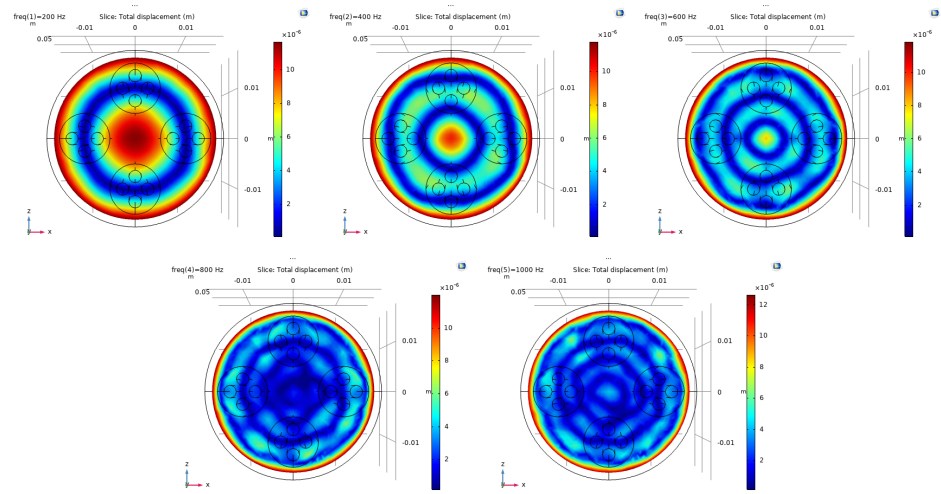 ...
freq(1)=200 Hz
Slice: Total displacement (m)
m
-0.01
0
0.01
0.05
×10⁻⁶
10
8
6
4
2
0.01
0
-0.01
m
z
y
x
...
freq(2)=400 Hz
Slice: Total displacement (m)
m
-0.01
0
0.01
0.05
×10⁻⁶
10
8
6
4
2
0.01
0
-0.01
m
z
y
x
...
freq(3)=600 Hz
Slice: Total displacement (m)
m
-0.01
0
0.01
0.05
×10⁻⁶
10
8
6
4
2
0.01
0
-0.01
m
z
y
x
...
freq(4)=800 Hz
Slice: Total displacement (m)
m
-0.01
0
0.01
0.05
×10⁻⁶
10
8
6
4
2
0.01
0
-0.01
m
z
y
x
...
freq(5)=1000 Hz
Slice: Total displacement (m)
m
-0.01
0
0.01
0.05
×10⁻⁶
12
10
8
6
4
2
0.01
0
-0.01
m
z
y
x